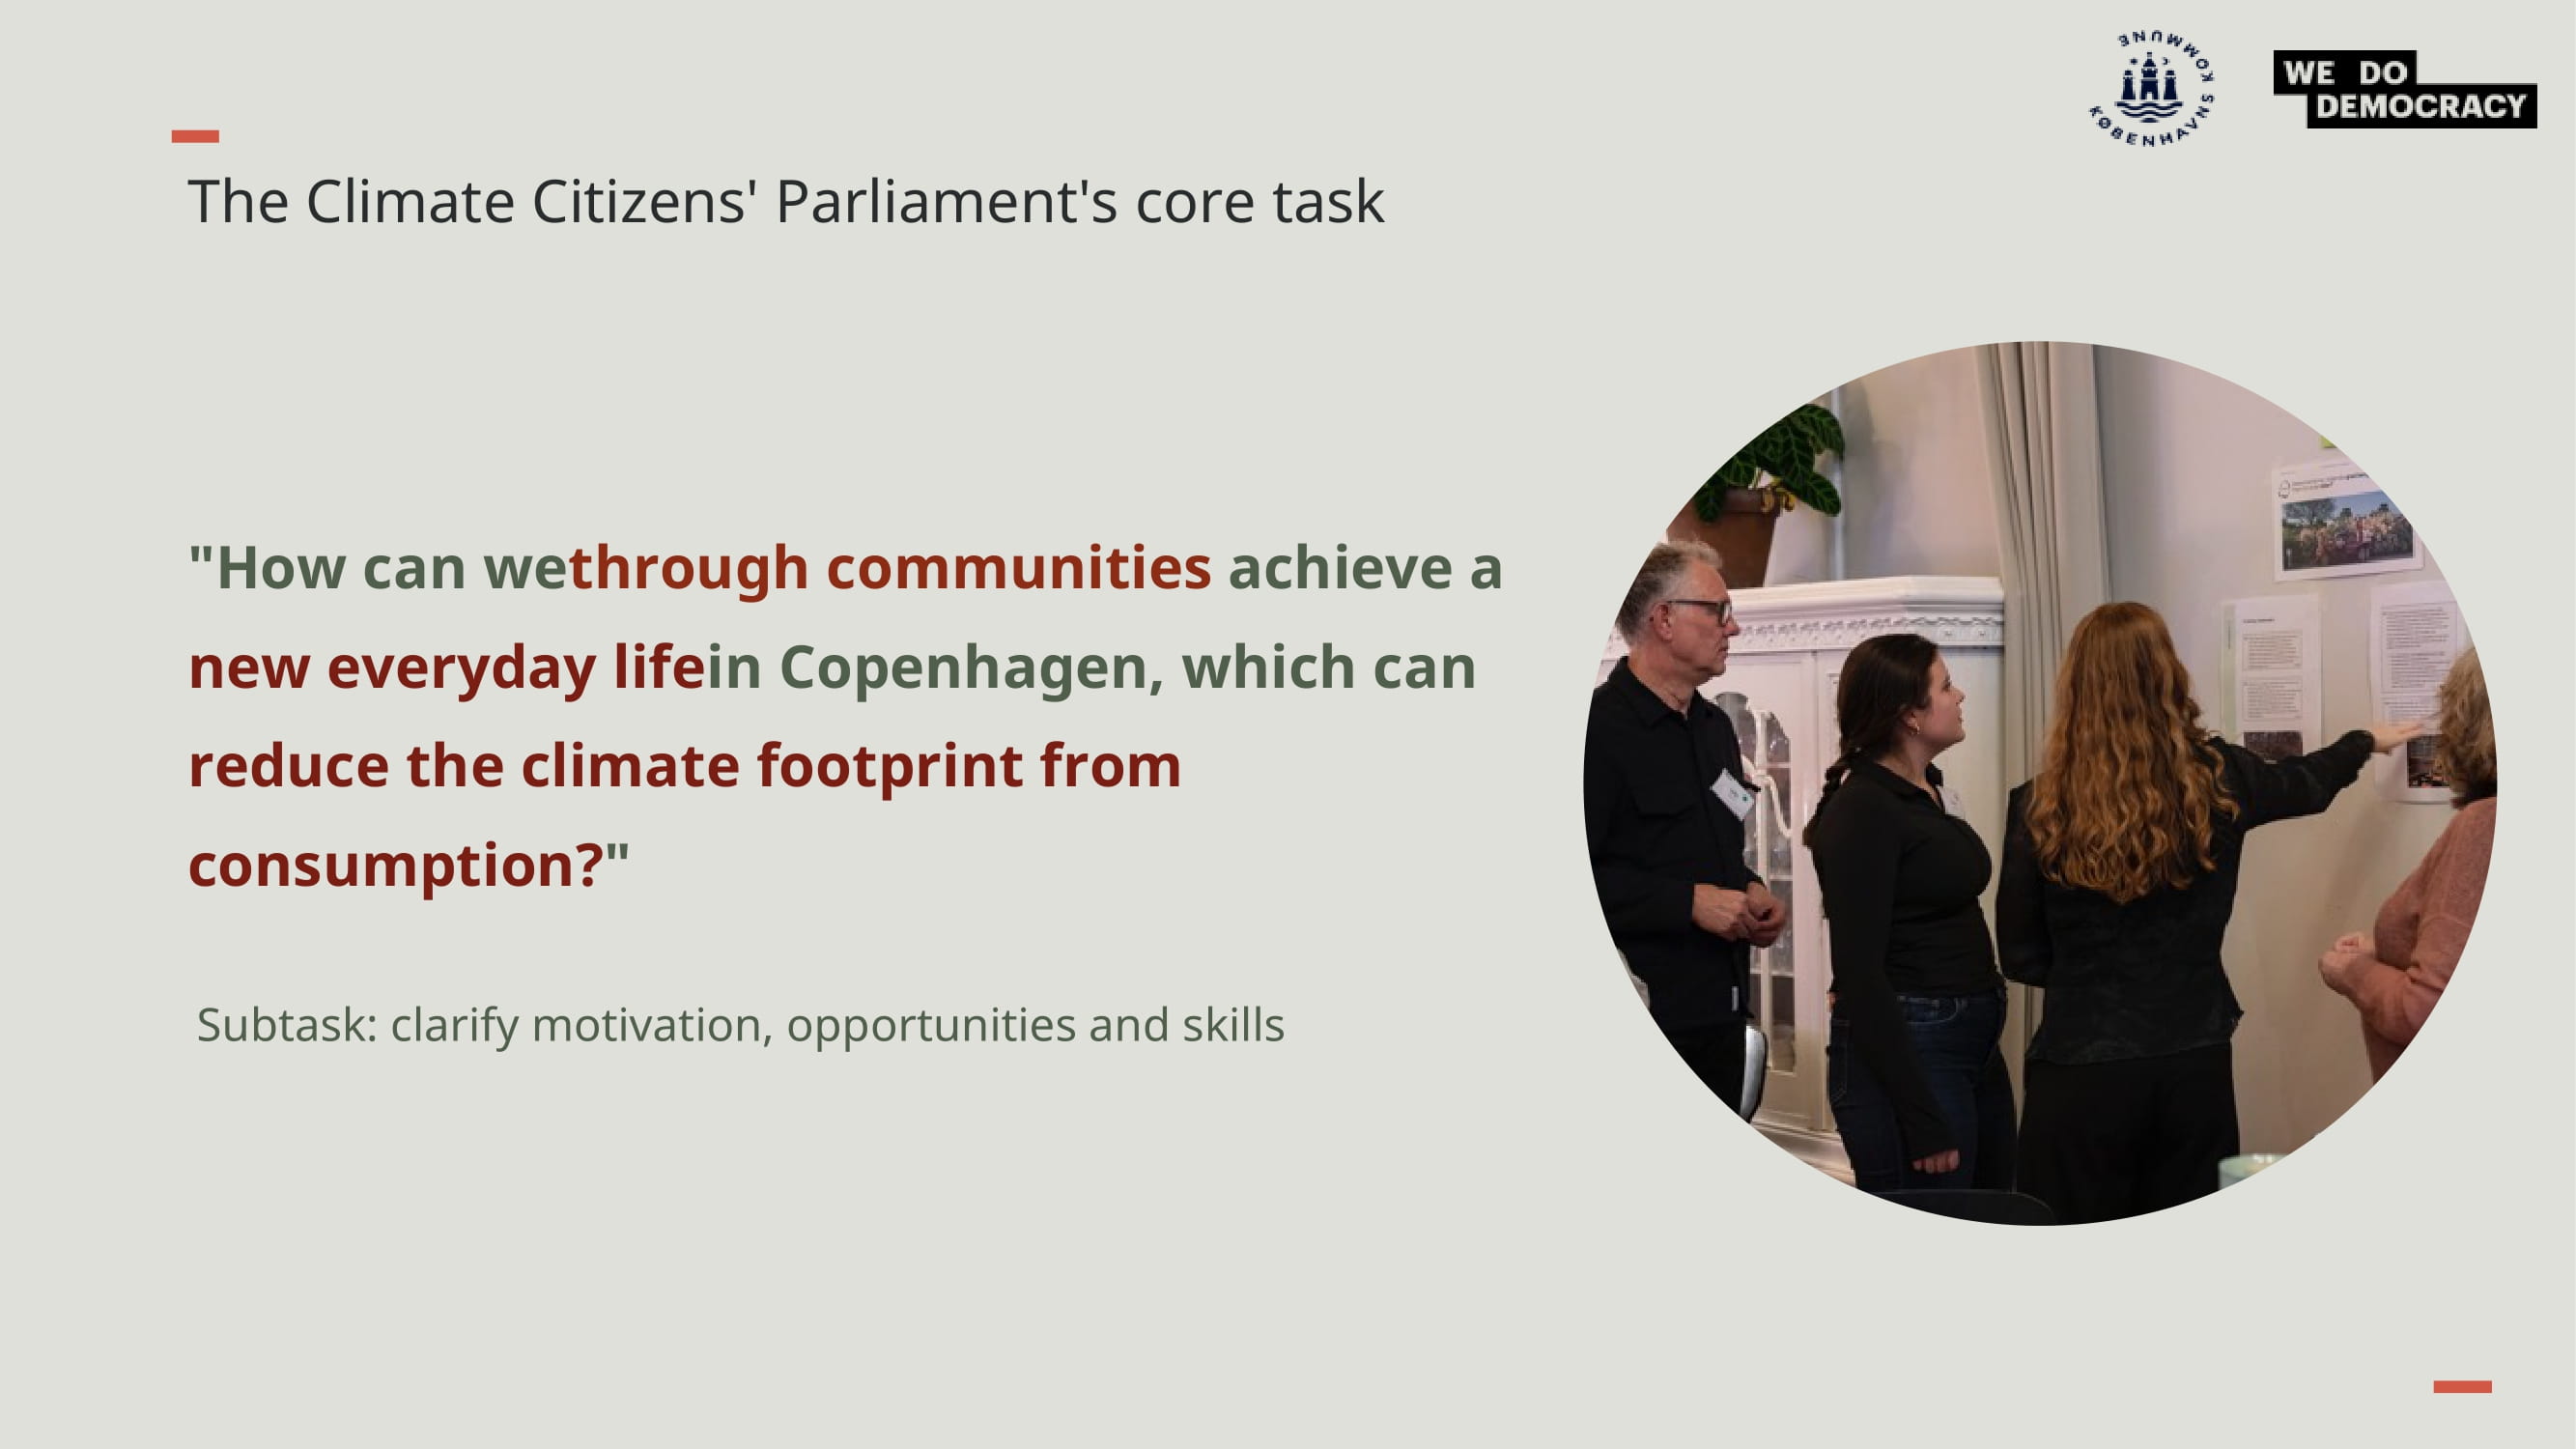 KØBENHAVNS KOMMUNE
WE DO
DEMOCRACY
The Climate Citizens' Parliament's core task
"How can wethrough communities achieve a
new everyday lifein Copenhagen, which can
reduce the climate footprint from
consumption?"
Subtask: clarify motivation, opportunities and skills